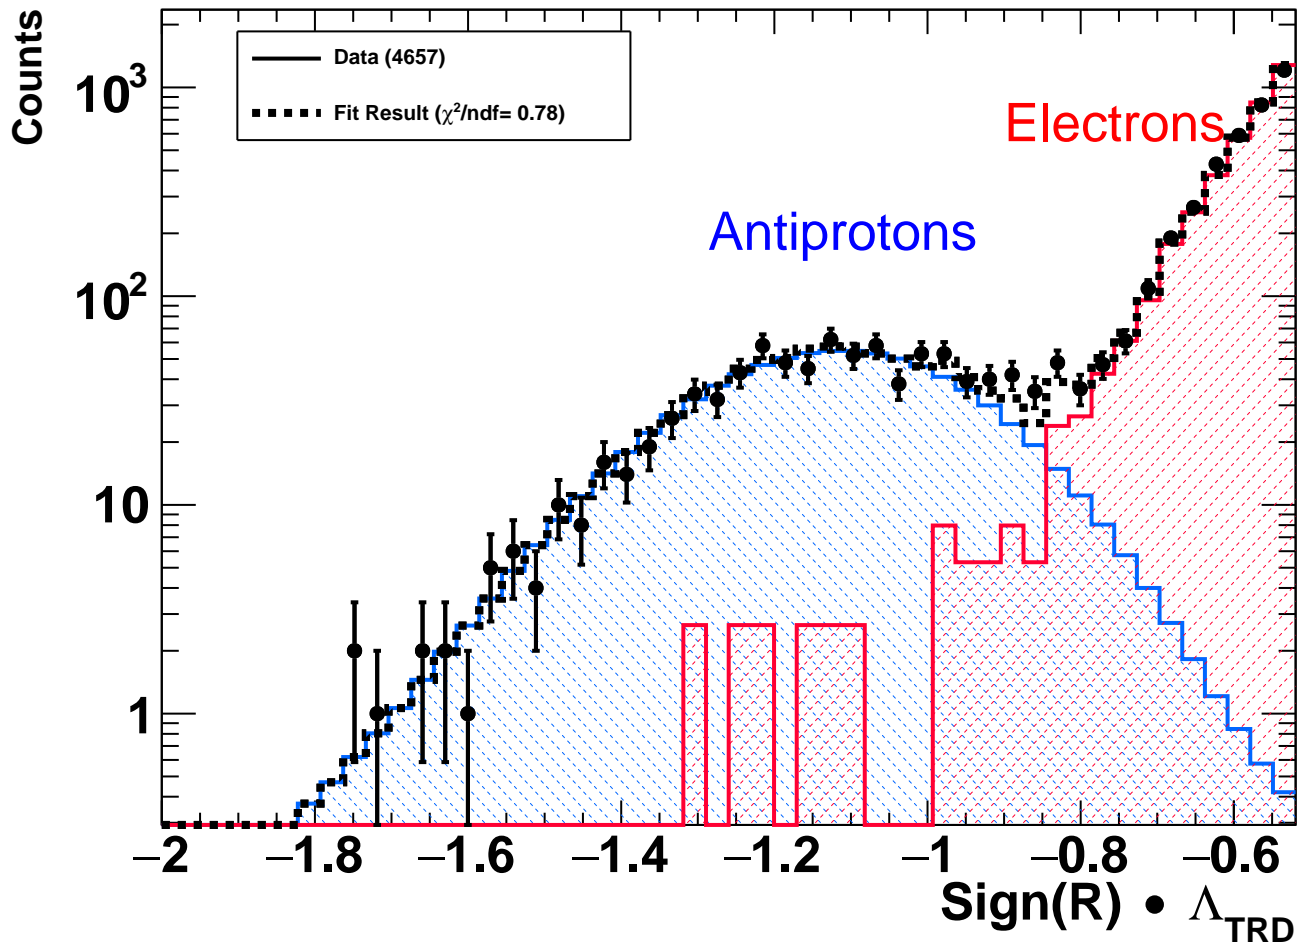 Counts
Data (4657)
Fit Result (χ²/ndf= 0.78)
Electrons
Antiprotons
10³
10²
10
1
−2 −1.8 −1.6 −1.4 −1.2 −1 −0.8 −0.6
Sign(R) • Λ_TRD